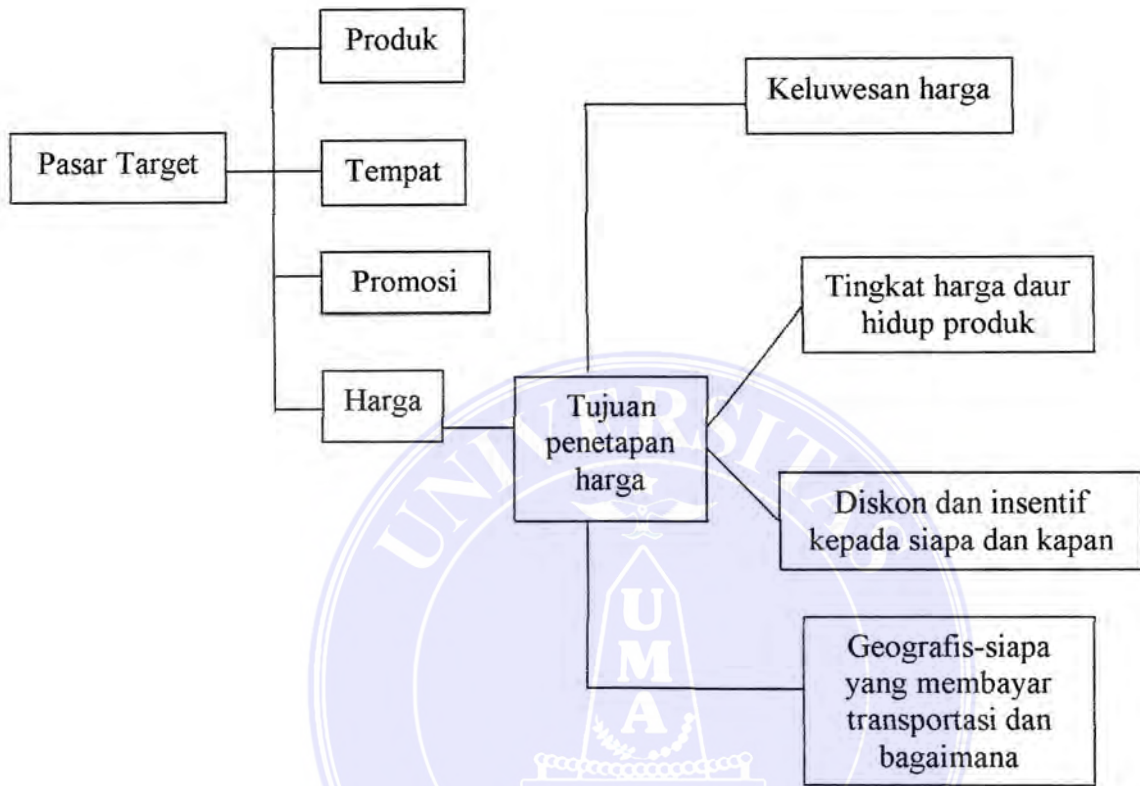 Produk
Pasar Target
Tempat
Promosi
Harga
Tujuan
penetapan
harga
Keluwesan harga
Tingkat harga daur
hidup produk
Diskon dan insentif
kepada siapa dan kapan
Geografis-siapa
yang membayar
transportasi dan
bagaimana
UNIVERSITAS
U
M
A